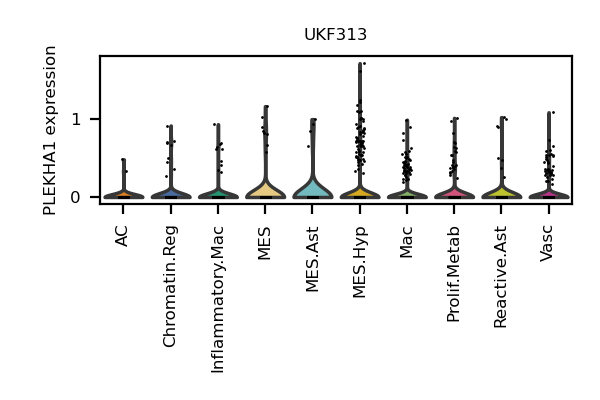 UKF313
PLEKHA1 expression
1
0
AC
Chromatin.Reg
Inflammatory.Mac
MES
MES.Ast
MES.Hyp
Mac
Prolif.Metab
Reactive.Ast
Vasc